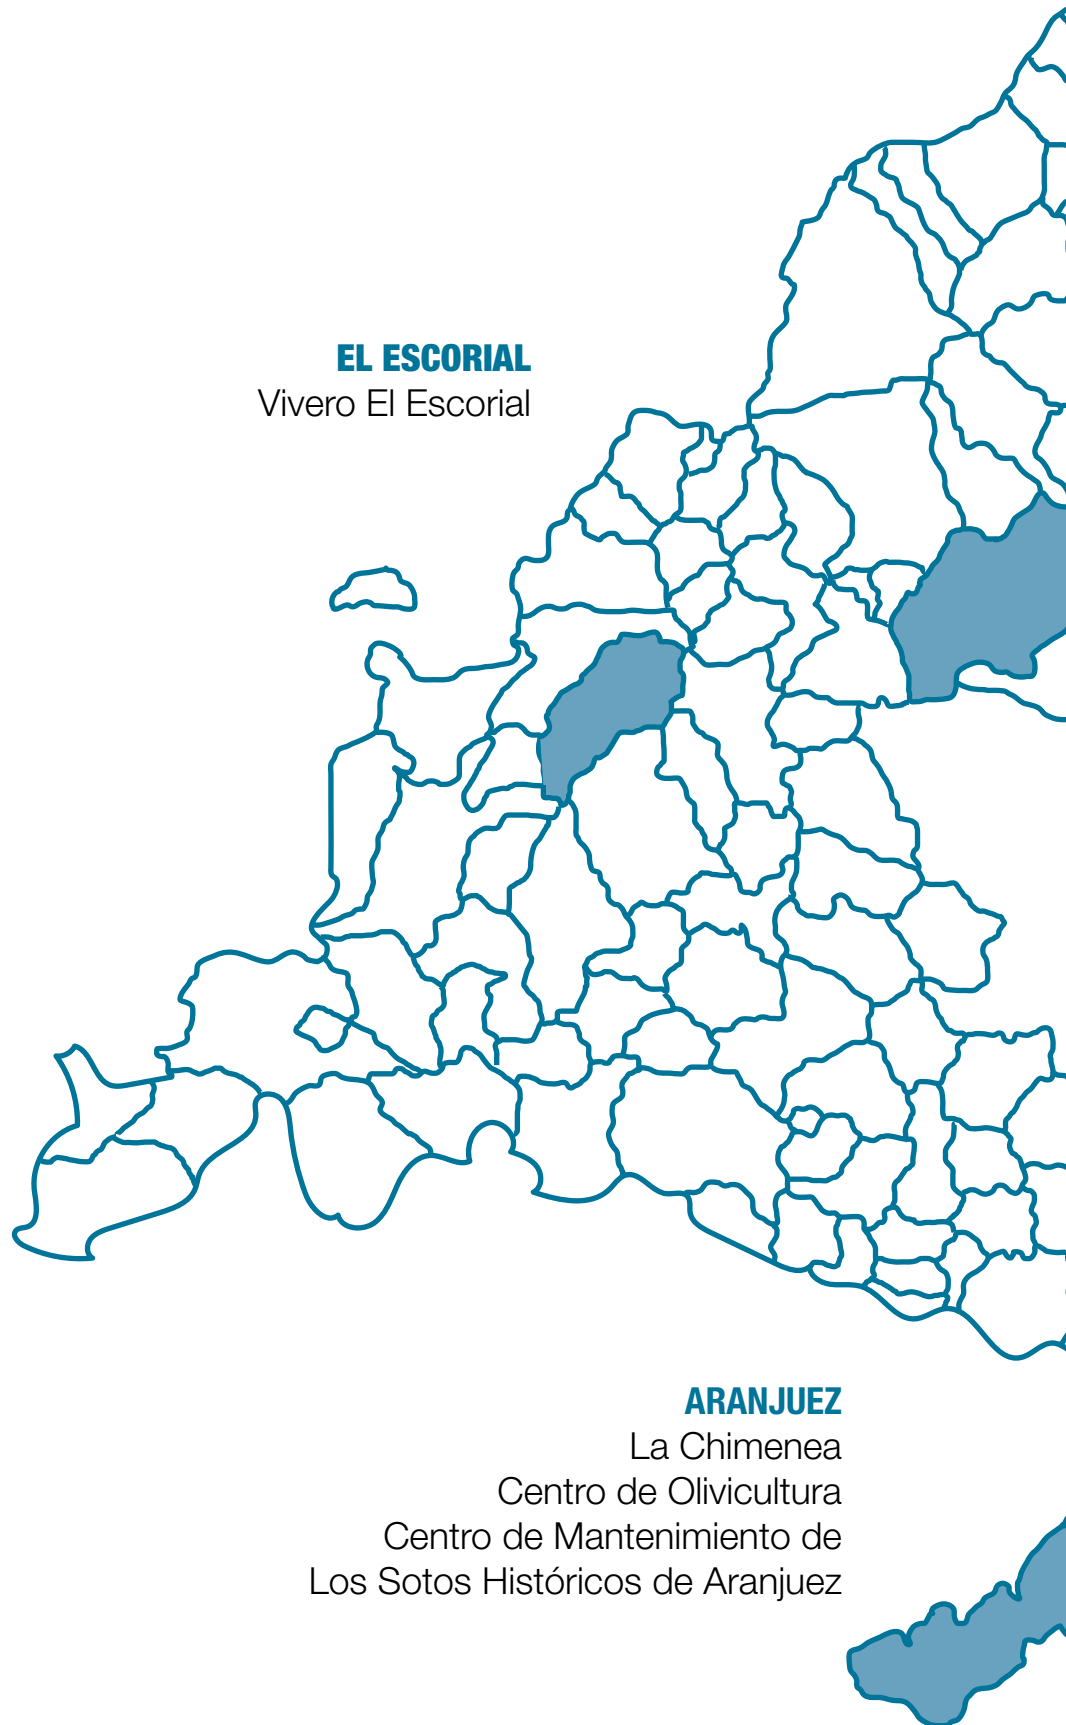 EL ESCORIAL
Vivero El Escorial
ARANJUEZ
La Chimenea
Centro de Olivicultura
Centro de Mantenimiento de
Los Sotos Históricos de Aranjuez